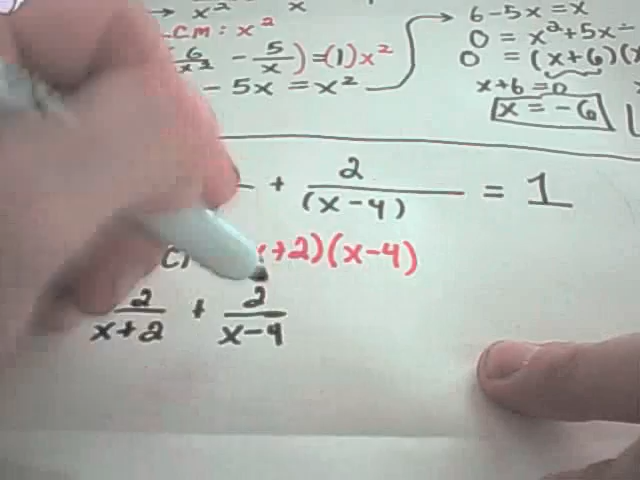 → x² x 6-5x=x
-CM: x² 0 = x²+5x-
6/x² - 5/x) = (1)x² 0 = (x+6)(x
- 5x = x² x+6=0
x = -6
+ 2/(x-4) = 1
+2)(x-4)
2/x+2 + 2/x-4